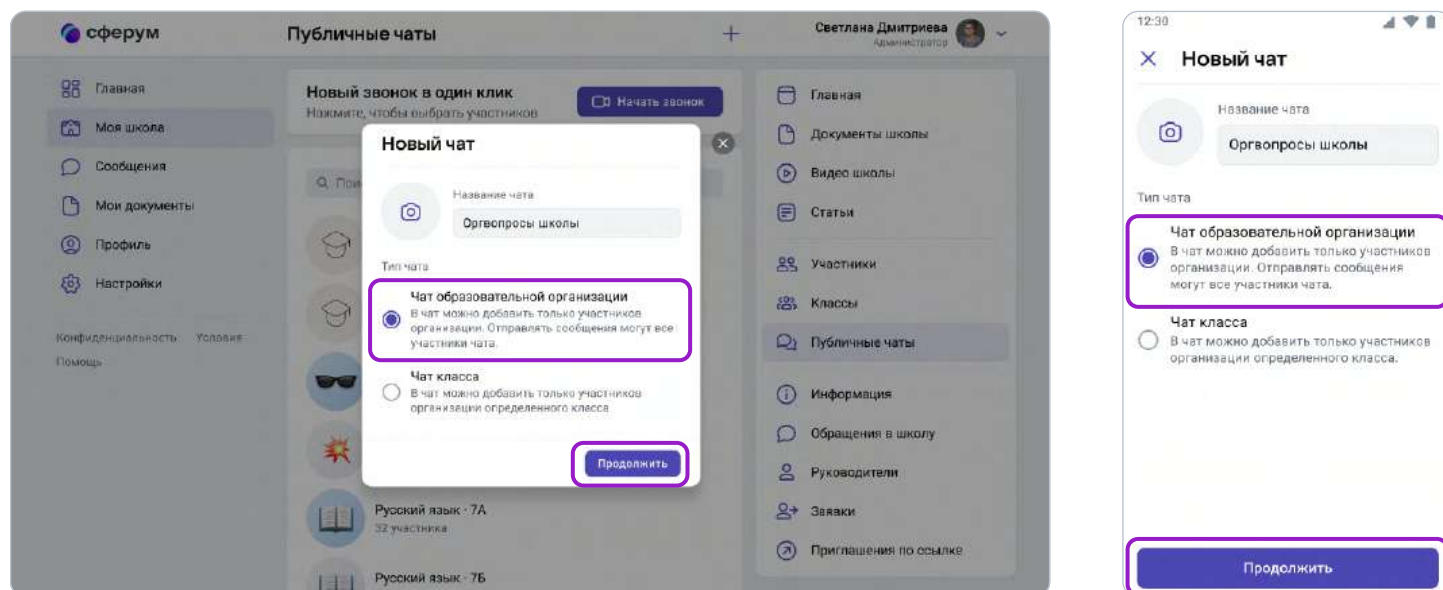 сферум
Публичные чаты
Светлана Дмитриева
Администратор
Главная
Моя школа
Сообщения
Мои документы
Профиль
Настройки
Конфиденциальность Условия
Помощь
Новый звонок в один клик
Нажмите, чтобы выбрать участников
Начать звонок
Новый чат
Название чата
Оргвопросы школы
Тип чата
Чат образовательной организации
В чат можно добавить только участников
организации. Отправлять сообщения могут все
участники чата.
Чат класса
В чат можно добавить только участников
организации определенного класса
Продолжить
Русский язык · 7А
32 участника
Русский язык · 7Б
Главная
Документы школы
Видео школы
Статьи
Участники
Классы
Публичные чаты
Информация
Обращения в школу
Руководители
Заявки
Приглашения по ссылке
12:30
Новый чат
Название чата
Оргвопросы школы
Тип чата
Чат образовательной организации
В чат можно добавить только участников
организации. Отправлять сообщения
могут все участники чата.
Чат класса
В чат можно добавить только участников
организации определенного класса.
Продолжить